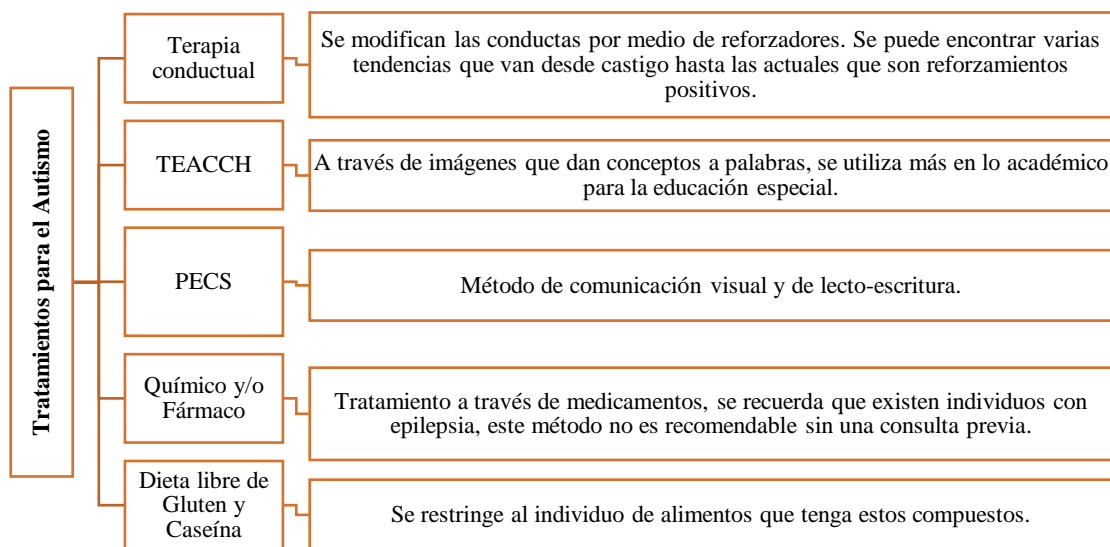 Tratamientos para el Autismo
Terapia
conductual
Se modifican las conductas por medio de reforzadores. Se puede encontrar varias
tendencias que van desde castigo hasta las actuales que son reforzamientos
positivos.
TEACCH
A través de imágenes que dan conceptos a palabras, se utiliza más en lo académico
para la educación especial.
PECS
Método de comunicación visual y de lecto-escritura.
Químico y/o
Fármaco
Tratamiento a través de medicamentos, se recuerda que existen individuos con
epilepsia, este método no es recomendable sin una consulta previa.
Dieta libre de
Gluten y
Caseína
Se restringe al individuo de alimentos que tenga estos compuestos.